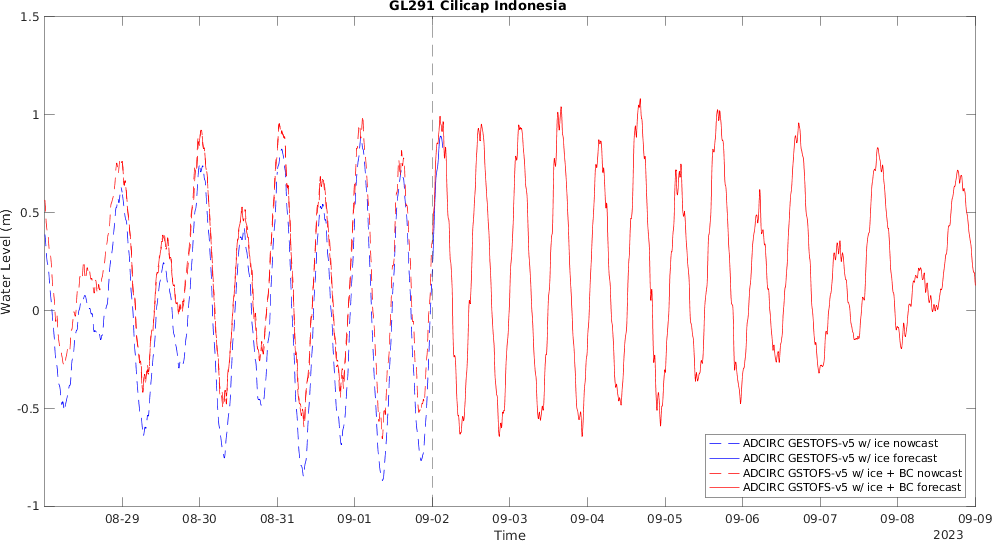 GL291 Cilicap Indonesia
1.5
1
0.5
0
-0.5
-1
Water Level (m)
08-29 08-30 08-31 09-01 09-02 09-03 09-04 09-05 09-06 09-07 09-08 09-09
Time
2023
ADCIRC GESTOFS-v5 w/ ice nowcast
ADCIRC GESTOFS-v5 w/ ice forecast
ADCIRC GSTOFS-v5 w/ ice + BC nowcast
ADCIRC GSTOFS-v5 w/ ice + BC forecast